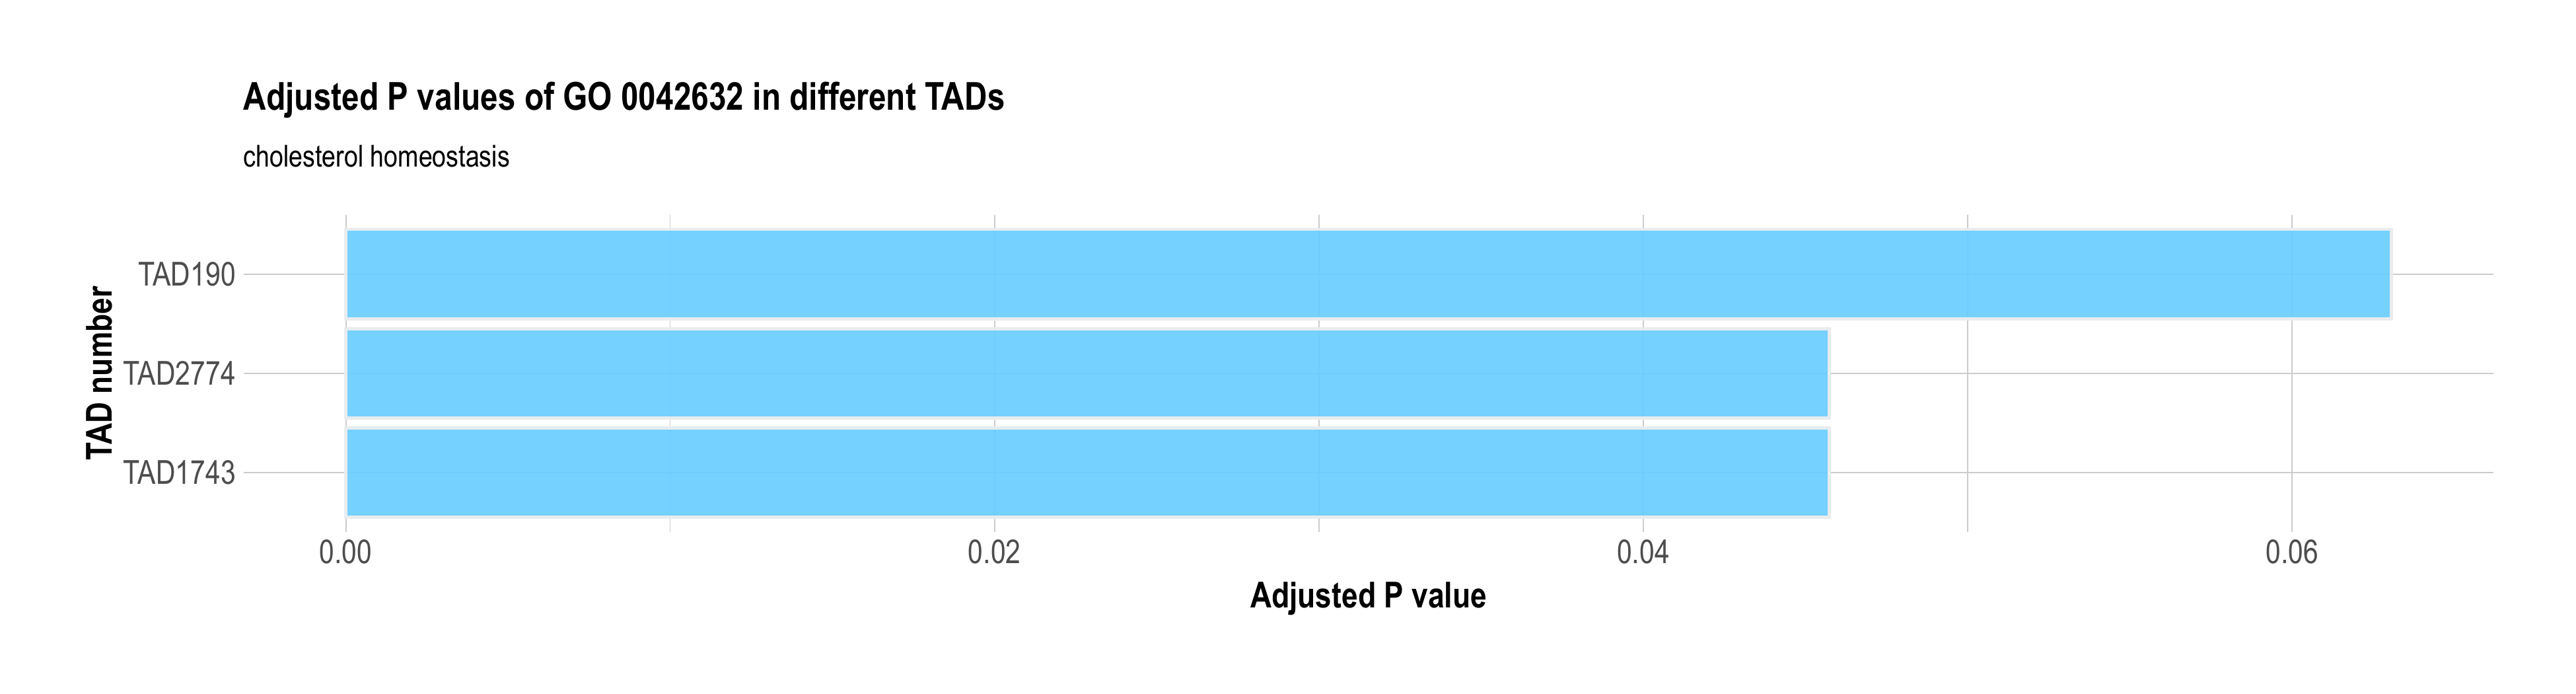 Adjusted P values of GO 0042632 in different TADs
cholesterol homeostasis
TAD number
TAD190
TAD2774
TAD1743
0.00 0.02 0.04 0.06
Adjusted P value